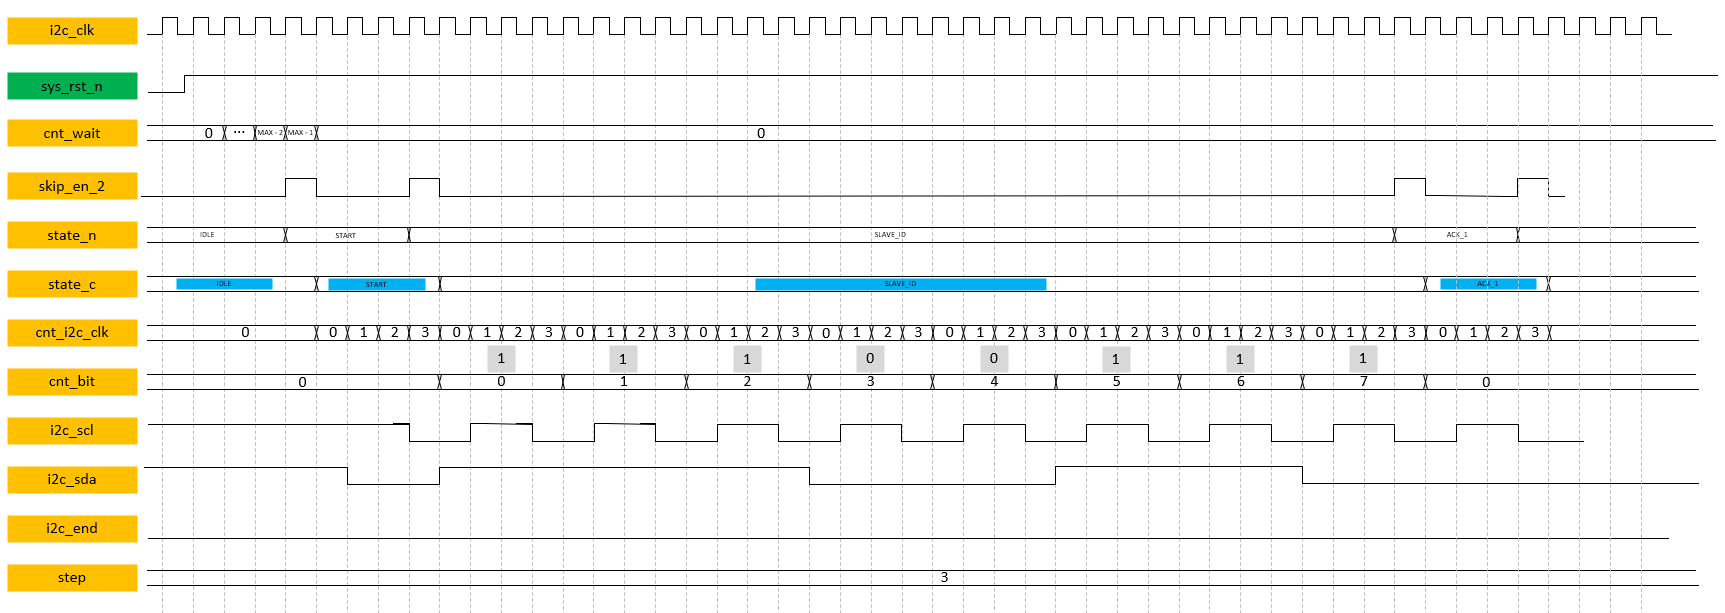 i2c_clk
sys_rst_n
cnt_wait 0 ... MAX - 2 MAX - 1 0
skip_en_2
state_n IDLE START SLAVE_ID ACK_1
state_c IDLE START SLAVE_ID ACK_1
cnt_i2c_clk 0 0 1 2 3 0 1 2 3 0 1 2 3 0 1 2 3 0 1 2 3 0 1 2 3 0 1 2 3 0 1 2 3 0 1 2 3 0 1 2 3
1 1 1 0 0 1 1 1
cnt_bit 0 0 1 2 3 4 5 6 7 0
i2c_scl
i2c_sda
i2c_end
step 3